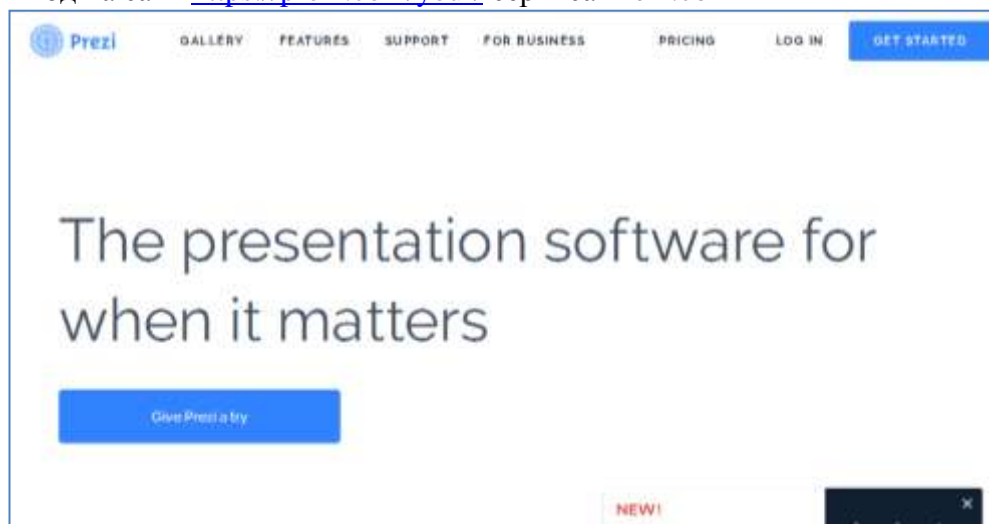 Prezi GALLERY FEATURES SUPPORT FOR BUSINESS PRICING LOG IN GET STARTED
The presentation software for
when it matters
Give Prezi a try
NEW!